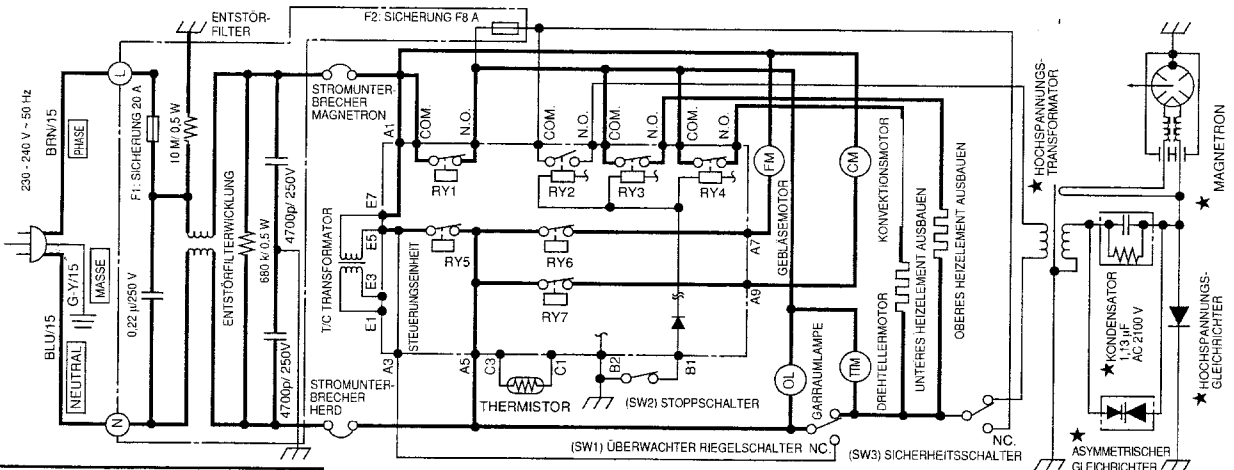 230 - 240 V ~ 50 Hz
BRN/15
PHASE
G-Y/15
MASSE
BLU/15
NEUTRAL
L
N
F1: SICHERUNG 20 A
0,22 µ/250 V
ENTSTÖR-
FILTER
10 M/ 0,5 W
ENTSTÖRFILTERWICKLUNG
680 k/ 0,5 W
4700p/ 250V
4700p/ 250V
F2: SICHERUNG F8 A
STROMUNTER-
BRECHER
MAGNETRON
STROMUNTER-
BRECHER
HERD
T/C TRANSFORMATOR
STEUERUNGSEINHEIT
A1
E7
E5
E3
E1
A3
A5
C3
C1
B2
B1
A7
A9
COM.
N.O.
COM.
N.O.
COM.
N.O.
COM.
N.O.
RY1
RY2
RY3
RY4
RY5
RY6
RY7
THERMISTOR
(SW2) STOPPSCHALTER
(SW1) ÜBERWACHTER RIEGELSCHALTER
NC.
(SW3) SICHERHEITSSCHALTER
NC.
FM
GEBLÄSEMOTOR
CM
KONVEKTIONSMOTOR
OL
GARRAUMLAMPE
TTM
DREHTELLERMOTOR
UNTERES HEIZELEMENT AUSBAUEN
OBERES HEIZELEMENT AUSBAUEN
★ HOCHSPANNUNGS-
TRANSFORMATOR
★ MAGNETRON
★ KONDENSATOR
1,13 µF
AC 2100 V
★ HOCHSPANNUNGS-
GLEICHRICHTER
★ ASYMMETRISCHER
GLEICHRICHTER